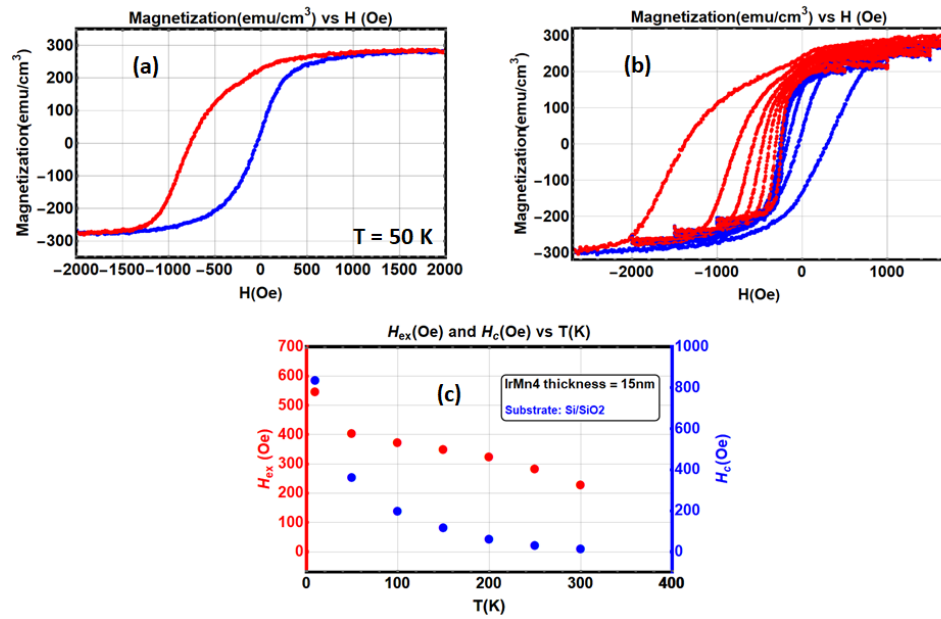 Magnetization(emu/cm³) vs H (Oe)
(a)
Magnetization(emu/cm³)
300
200
100
0
−100
−200
−300
T = 50 K
−2000 −1500 −1000 −500 0 500 1000 1500 2000
H(Oe)
Magnetization(emu/cm³) vs H (Oe)
(b)
Magnetization(emu/cm³)
300
200
100
0
−100
−200
−300
−2000 −1000 0 1000
H(Oe)
Hex(Oe) and Hc(Oe) vs T(K)
(c)
IrMn4 thickness = 15nm
Substrate: Si/SiO2
Hex (Oe)
700
600
500
400
300
200
100
0
Hc(Oe)
1000
800
600
400
200
0
0 100 200 300 400
T(K)